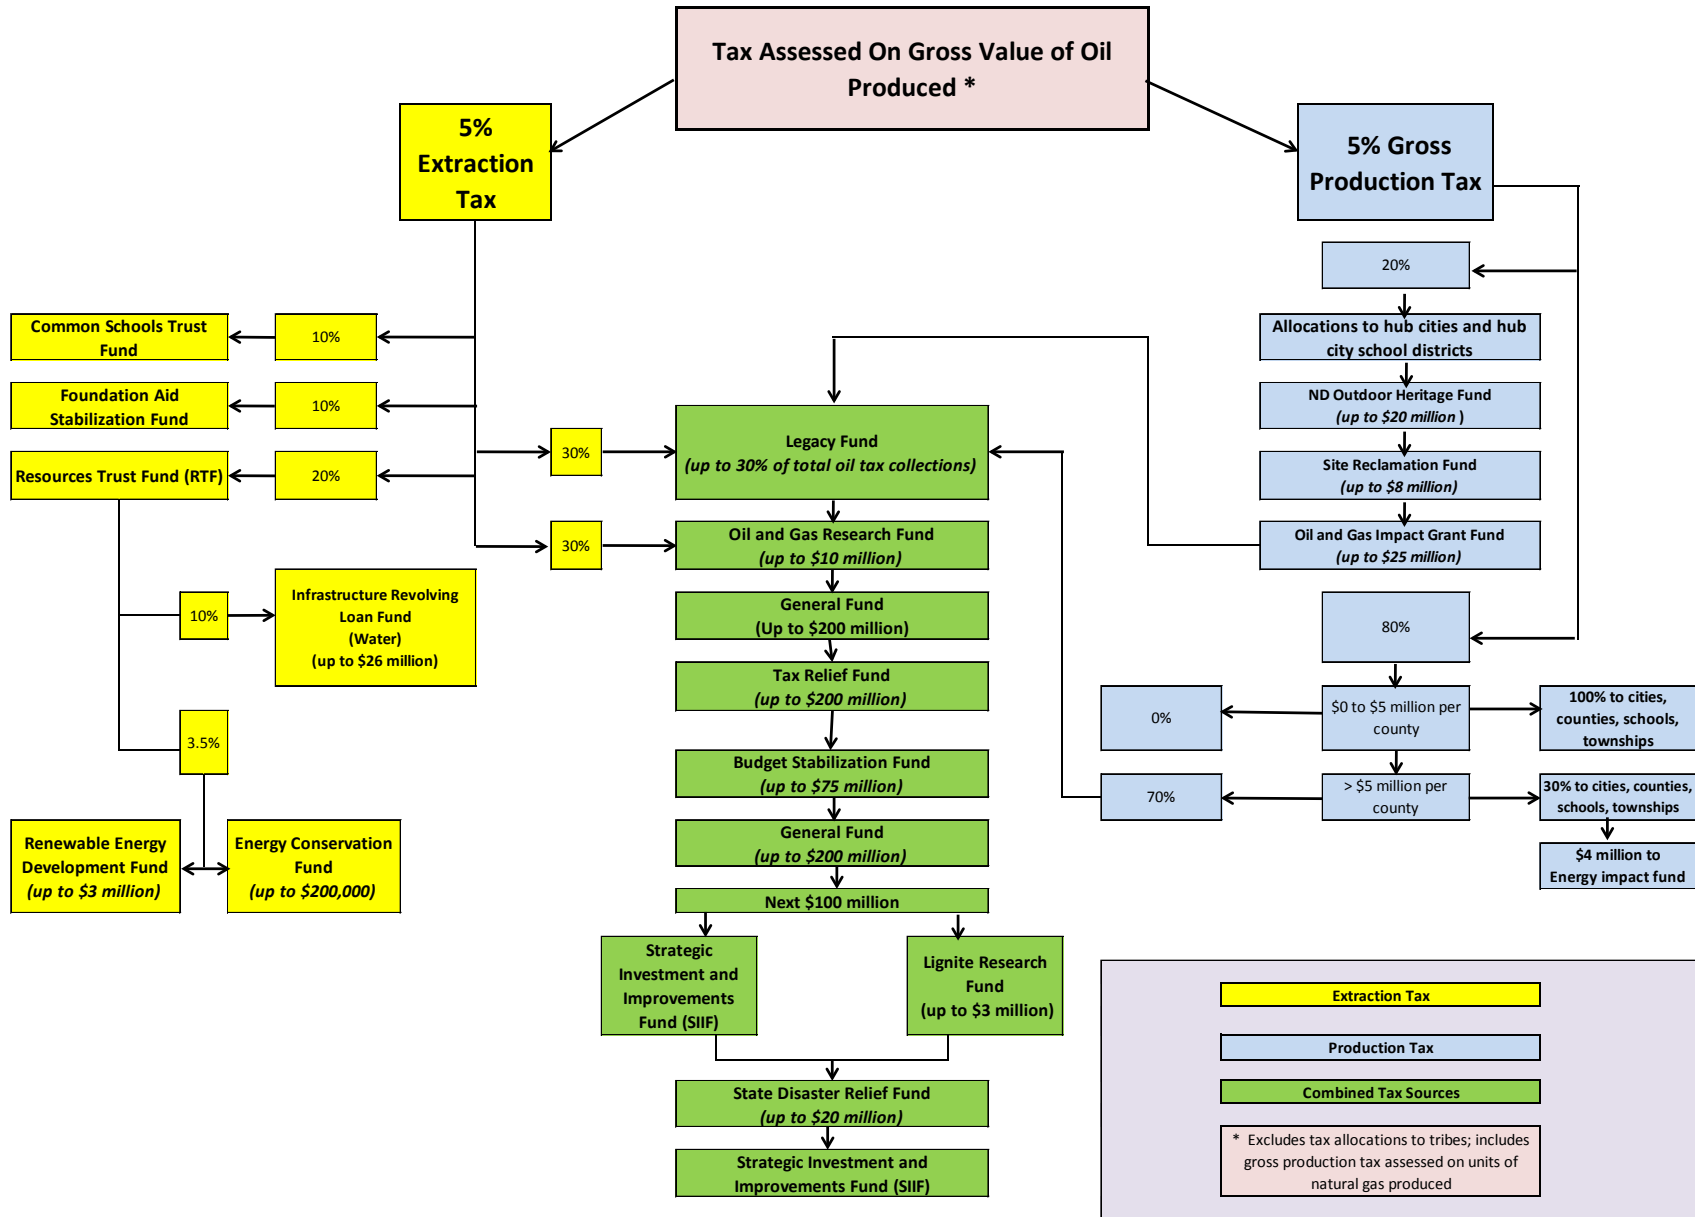 Tax Assessed On Gross Value of Oil
Produced *
5%
Extraction
Tax
5% Gross
Production Tax
20%
Common Schools Trust
Fund
10%
Allocations to hub cities and hub
city school districts
Foundation Aid
Stabilization Fund
10%
ND Outdoor Heritage Fund
(up to $20 million )
30%
Legacy Fund
(up to 30% of total oil tax collections)
Resources Trust Fund (RTF)
20%
Site Reclamation Fund
(up to $8 million)
30%
Oil and Gas Research Fund
(up to $10 million)
Oil and Gas Impact Grant Fund
(up to $25 million)
10%
Infrastructure Revolving
Loan Fund
(Water)
(up to $26 million)
General Fund
(Up to $200 million)
80%
Tax Relief Fund
(up to $200 million)
0%
$0 to $5 million per
county
100% to cities,
counties, schools,
townships
3.5%
Budget Stabilization Fund
(up to $75 million)
70%
> $5 million per
county
30% to cities, counties,
schools, townships
Renewable Energy
Development Fund
(up to $3 million)
Energy Conservation
Fund
(up to $200,000)
General Fund
(up to $200 million)
$4 million to
Energy impact fund
Next $100 million
Strategic
Investment and
Improvements
Fund (SIIF)
Lignite Research
Fund
(up to $3 million)
Extraction Tax
Production Tax
State Disaster Relief Fund
(up to $20 million)
Combined Tax Sources
Strategic Investment and
Improvements Fund (SIIF)
* Excludes tax allocations to tribes; includes
gross production tax assessed on units of
natural gas produced